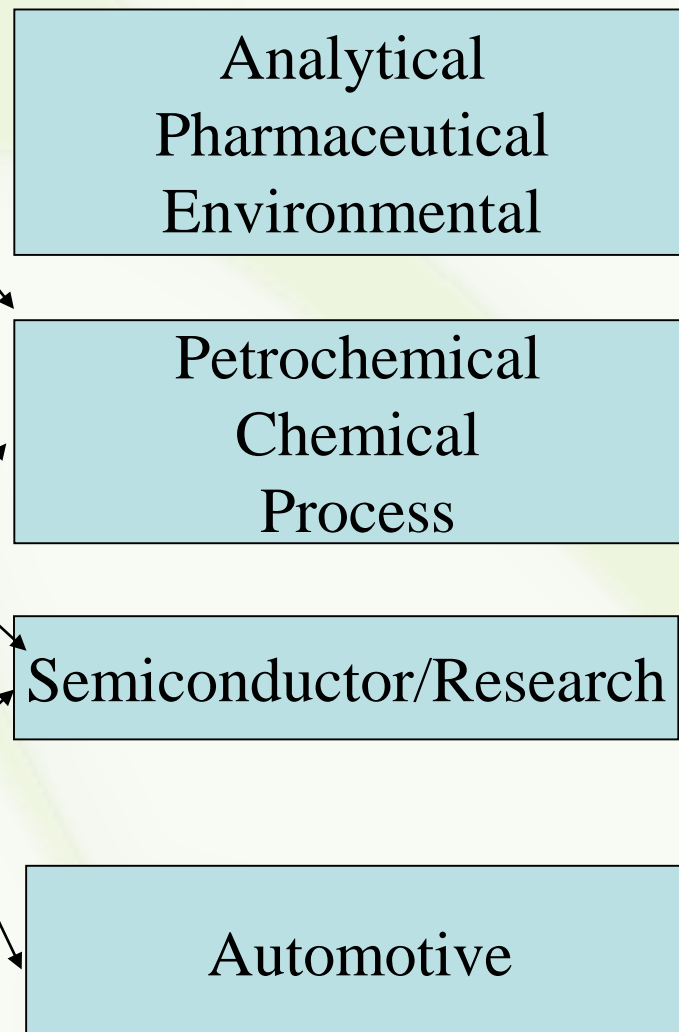 Analytical
Pharmaceutical
Environmental
Petrochemical
Chemical
Process
Semiconductor/Research
Automotive